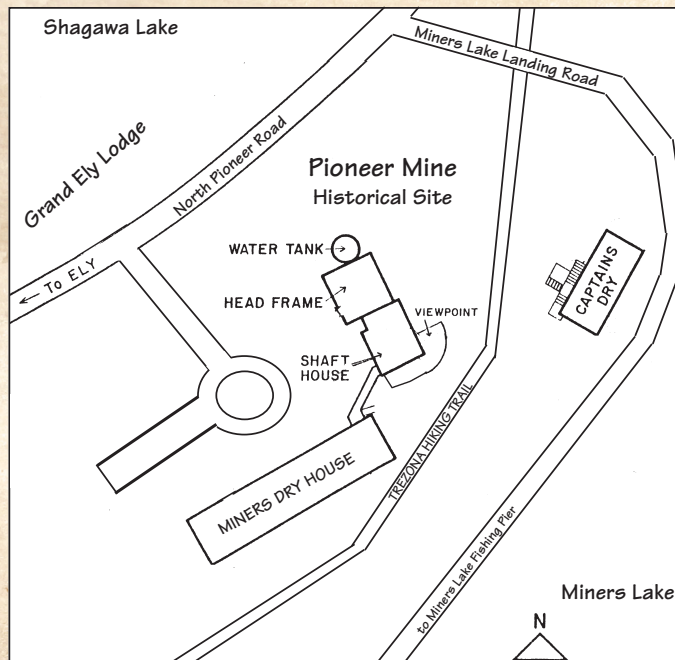 Shagawa Lake
Miners Lake Landing Road
Grand Ely Lodge
North Pioneer Road
Pioneer Mine
Historical Site
WATER TANK
← To ELY
HEAD FRAME
VIEWPOINT
CAPTAINS
DRY
SHAFT
HOUSE
TREZONA HIKING TRAIL
MINERS DRY HOUSE
to Miners Lake Fishing Pier
Miners Lake
N